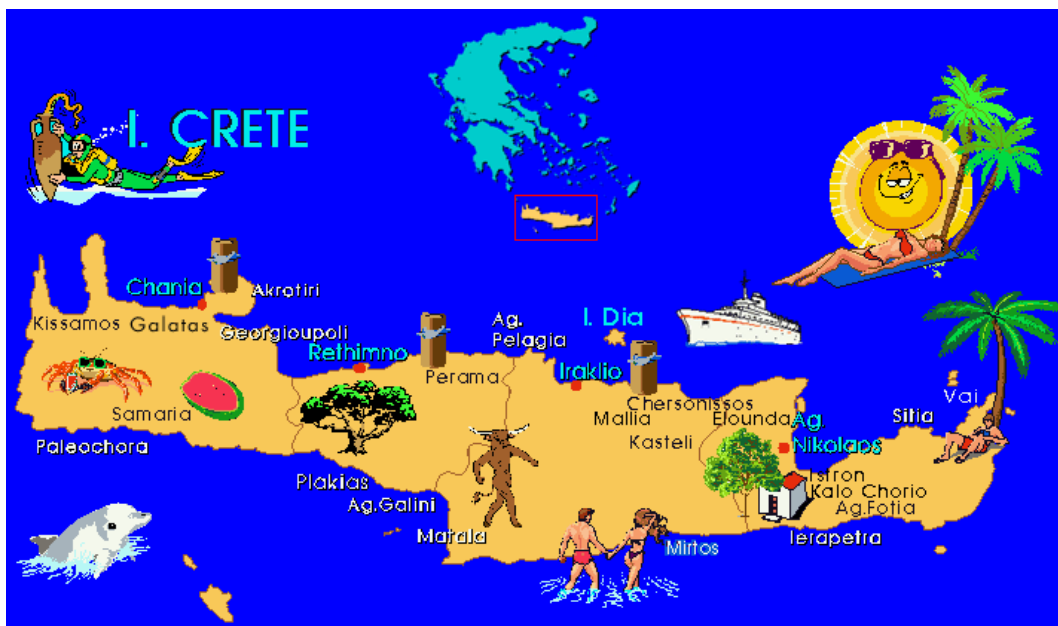 I. CRETE
Chania
Akrotiri
Kissamos
Galatas
Georgioupoli
Rethimno
Perama
Ag.
Pelagia
I. Dia
Iraklio
Chersonissos
Mallia
Elounda
Kasteli
Ag.
Nikolaos
Sitia
Vai
Samaria
Paleochora
Plakias
Ag.Galini
Matala
Mirtos
Istron
Kalo Chorio
Ag.Fotia
Ierapetra